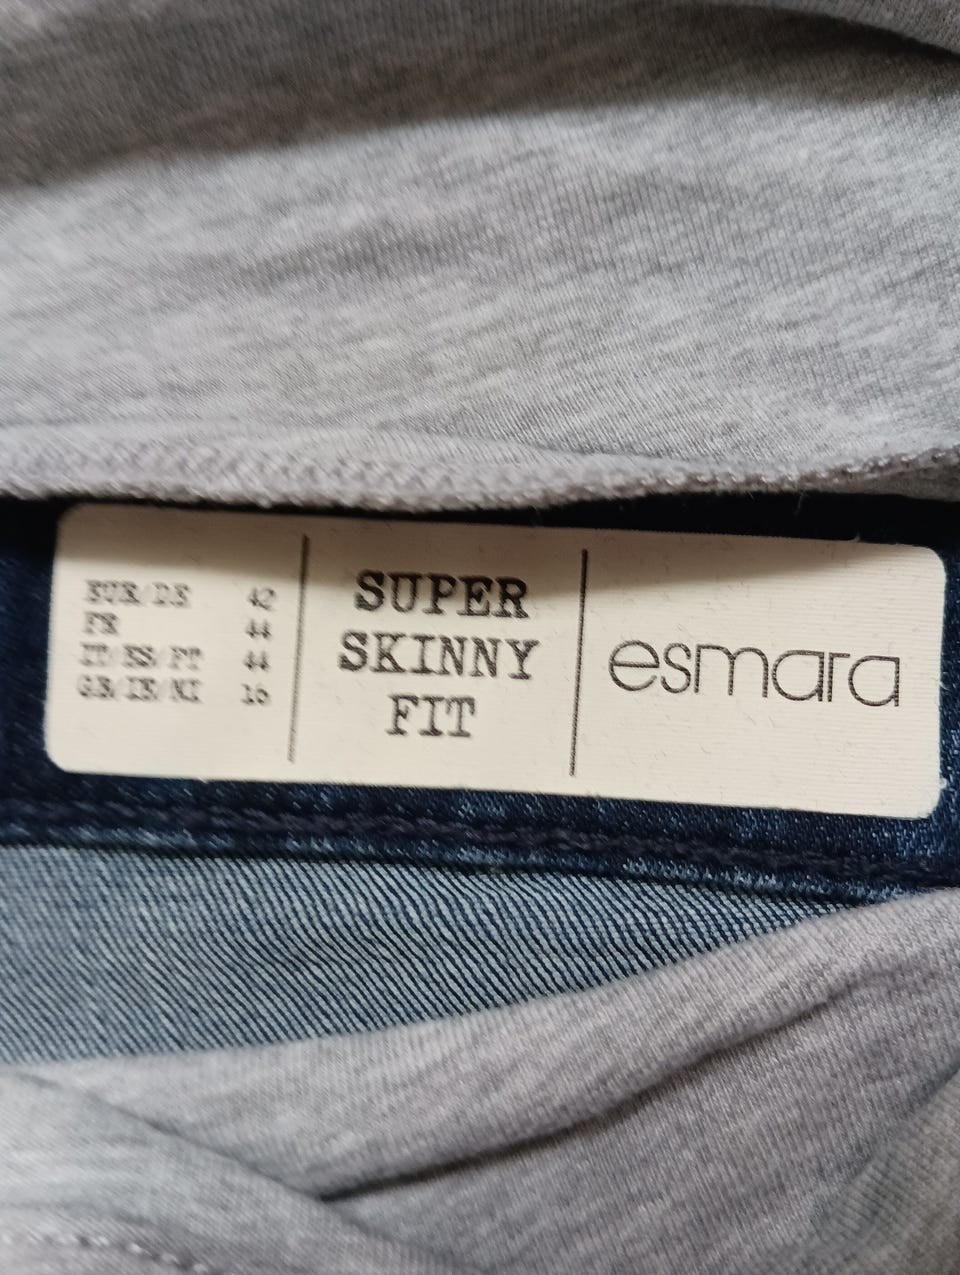 EUR/DE 42
FR 44
IT/ES/PT 44
GB/IE/NI 16
SUPER
SKINNY
FIT
esmara